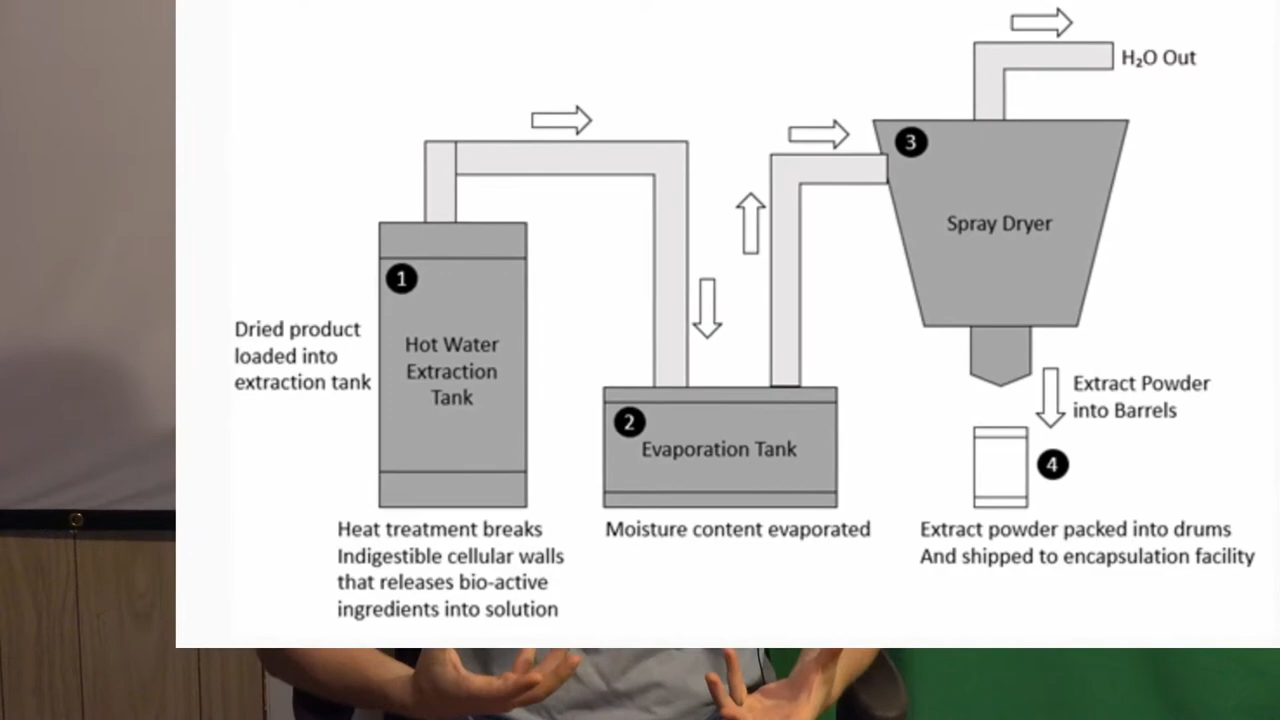 H₂O Out
3
Spray Dryer
1
Dried product
loaded into
extraction tank
Hot Water
Extraction
Tank
2
Evaporation Tank
Extract Powder
into Barrels
4
Heat treatment breaks
Indigestible cellular walls
that releases bio-active
ingredients into solution
Moisture content evaporated
Extract powder packed into drums
And shipped to encapsulation facility